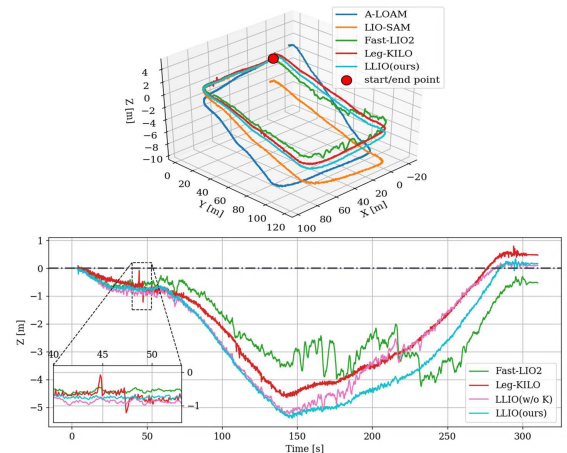 A-LOAM
LIO-SAM
Fast-LIO2
Leg-KILO
LLIO(ours)
start/end point
4
2
0
−2
−4
−6
−8
−10
Z [m]
0
20
40
60
80
100
120
Y [m]
−20
0
20
40
60
80
100
X [m]
1
0
−1
−2
−3
−4
−5
Z [m]
40
45
50
0
−1
Fast-LIO2
Leg-KILO
LLIO(w/o K)
LLIO(ours)
0
50
100
150
200
250
300
Time [s]